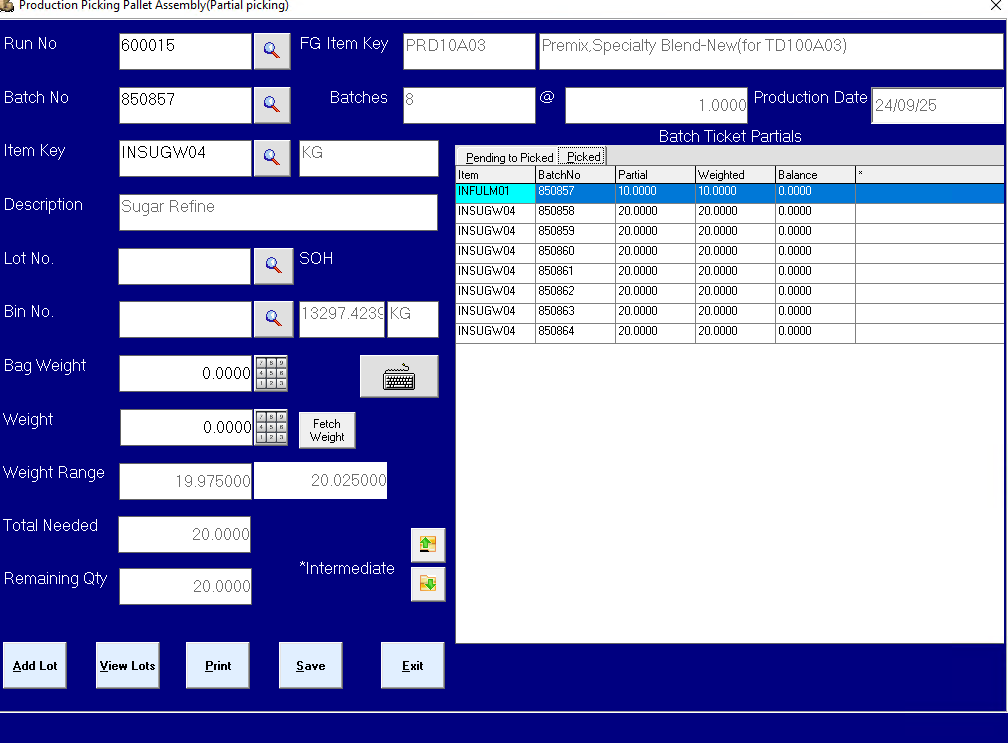 Production Picking Pallet Assembly(Partial picking)
Run No 600015 FG Item Key PRD10A03 Premix,Specialty Blend-New(for TD100A03)
Batch No 850857 Batches 8 @ 1.0000 Production Date 24/09/25
Batch Ticket Partials
Item Key INSUGW04 KG
Pending to Picked Picked
Item BatchNo Partial Weighted Balance *
INFULM01 850857 10.0000 10.0000 0.0000
INSUGW04 850858 20.0000 20.0000 0.0000
INSUGW04 850859 20.0000 20.0000 0.0000
INSUGW04 850860 20.0000 20.0000 0.0000
INSUGW04 850861 20.0000 20.0000 0.0000
INSUGW04 850862 20.0000 20.0000 0.0000
INSUGW04 850863 20.0000 20.0000 0.0000
INSUGW04 850864 20.0000 20.0000 0.0000
Description Sugar Refine
Lot No. SOH
Bin No. 13297.4239 KG
Bag Weight 0.0000
Weight 0.0000 Fetch
Weight
Weight Range 19.975000 20.025000
Total Needed 20.0000
*Intermediate
Remaining Qty 20.0000
Add Lot View Lots Print Save Exit